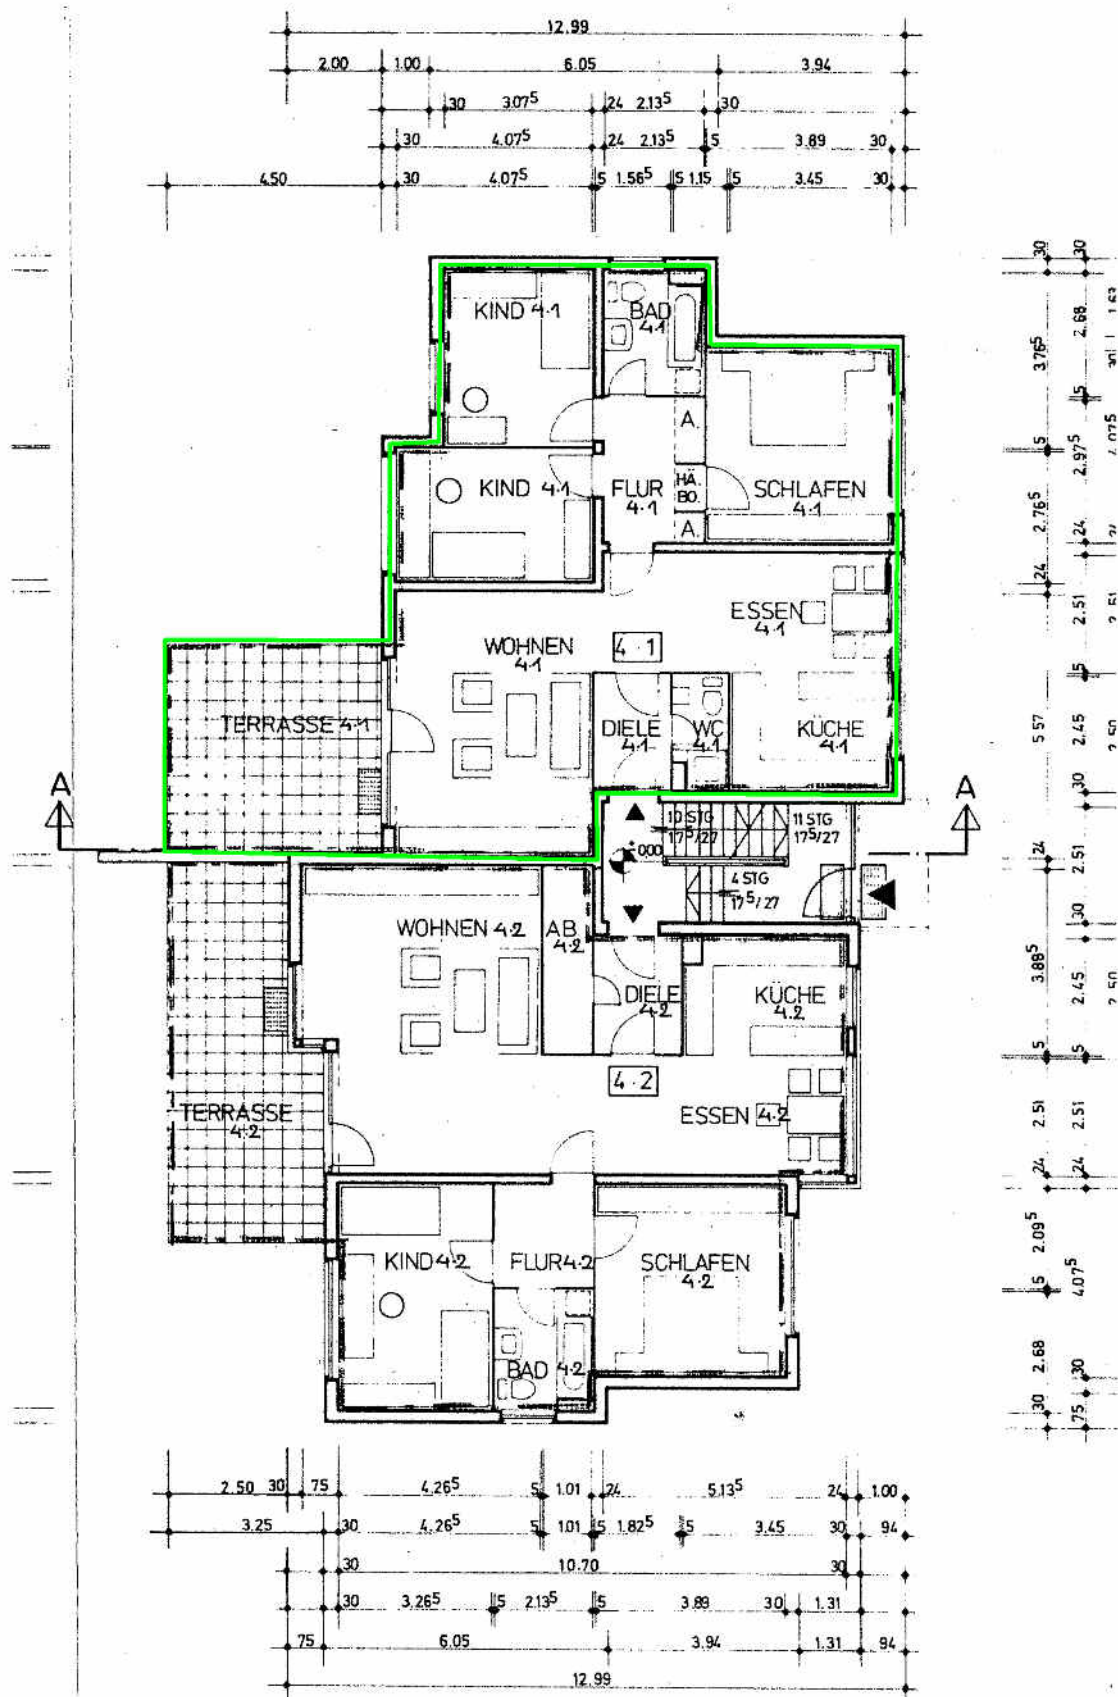 12.99
2.00 1.00 6.05 3.94
30 3.07⁵ 24 2.13⁵ 30
30 4.07⁵ 24 2.13⁵ 5 3.89 30
4.50 30 4.07⁵ 5 1.56⁵ 5 1.15 5 3.45 30
30 30
3.76⁵ 2.68
5 5
2.76⁵ 2.97⁵
24 24
2.51
5.57 15
2.45
30
24 2.51
30
3.88⁵ 2.45
5 5
2.51 2.51
24 24
2.09⁵
15 4.07⁵
2.68
30 30
75
KIND 4.1
BAD
4.1
A.
KIND 4.1
FLUR
4.1
HÄ.
BO.
A.
SCHLAFEN
4.1
ESSEN
4.1
WOHNEN
4.1
4.1
TERRASSE 4.1
DIELE
4.1
WC
4.1
KÜCHE
4.1
A
A
10 STG
17⁵/27
11 STG
17⁵/27
± 000
4 STG
17⁵/27
WOHNEN 4.2
AB.
4.2
DIELE
4.2
KÜCHE
4.2
4.2
ESSEN 4.2
TERRASSE
4.2
KIND 4.2
FLUR 4.2
SCHLAFEN
4.2
BAD 4.2
2.50 30 75 4.26⁵ 5 1.01 24 5.13⁵ 24 1.00
3.25 30 4.26⁵ 5 1.01 5 1.82⁵ 5 3.45 30 94
30 10.70 30
30 3.26⁵ 5 2.13⁵ 5 3.89 30 1.31
75 6.05 3.94 1.31 94
12.99